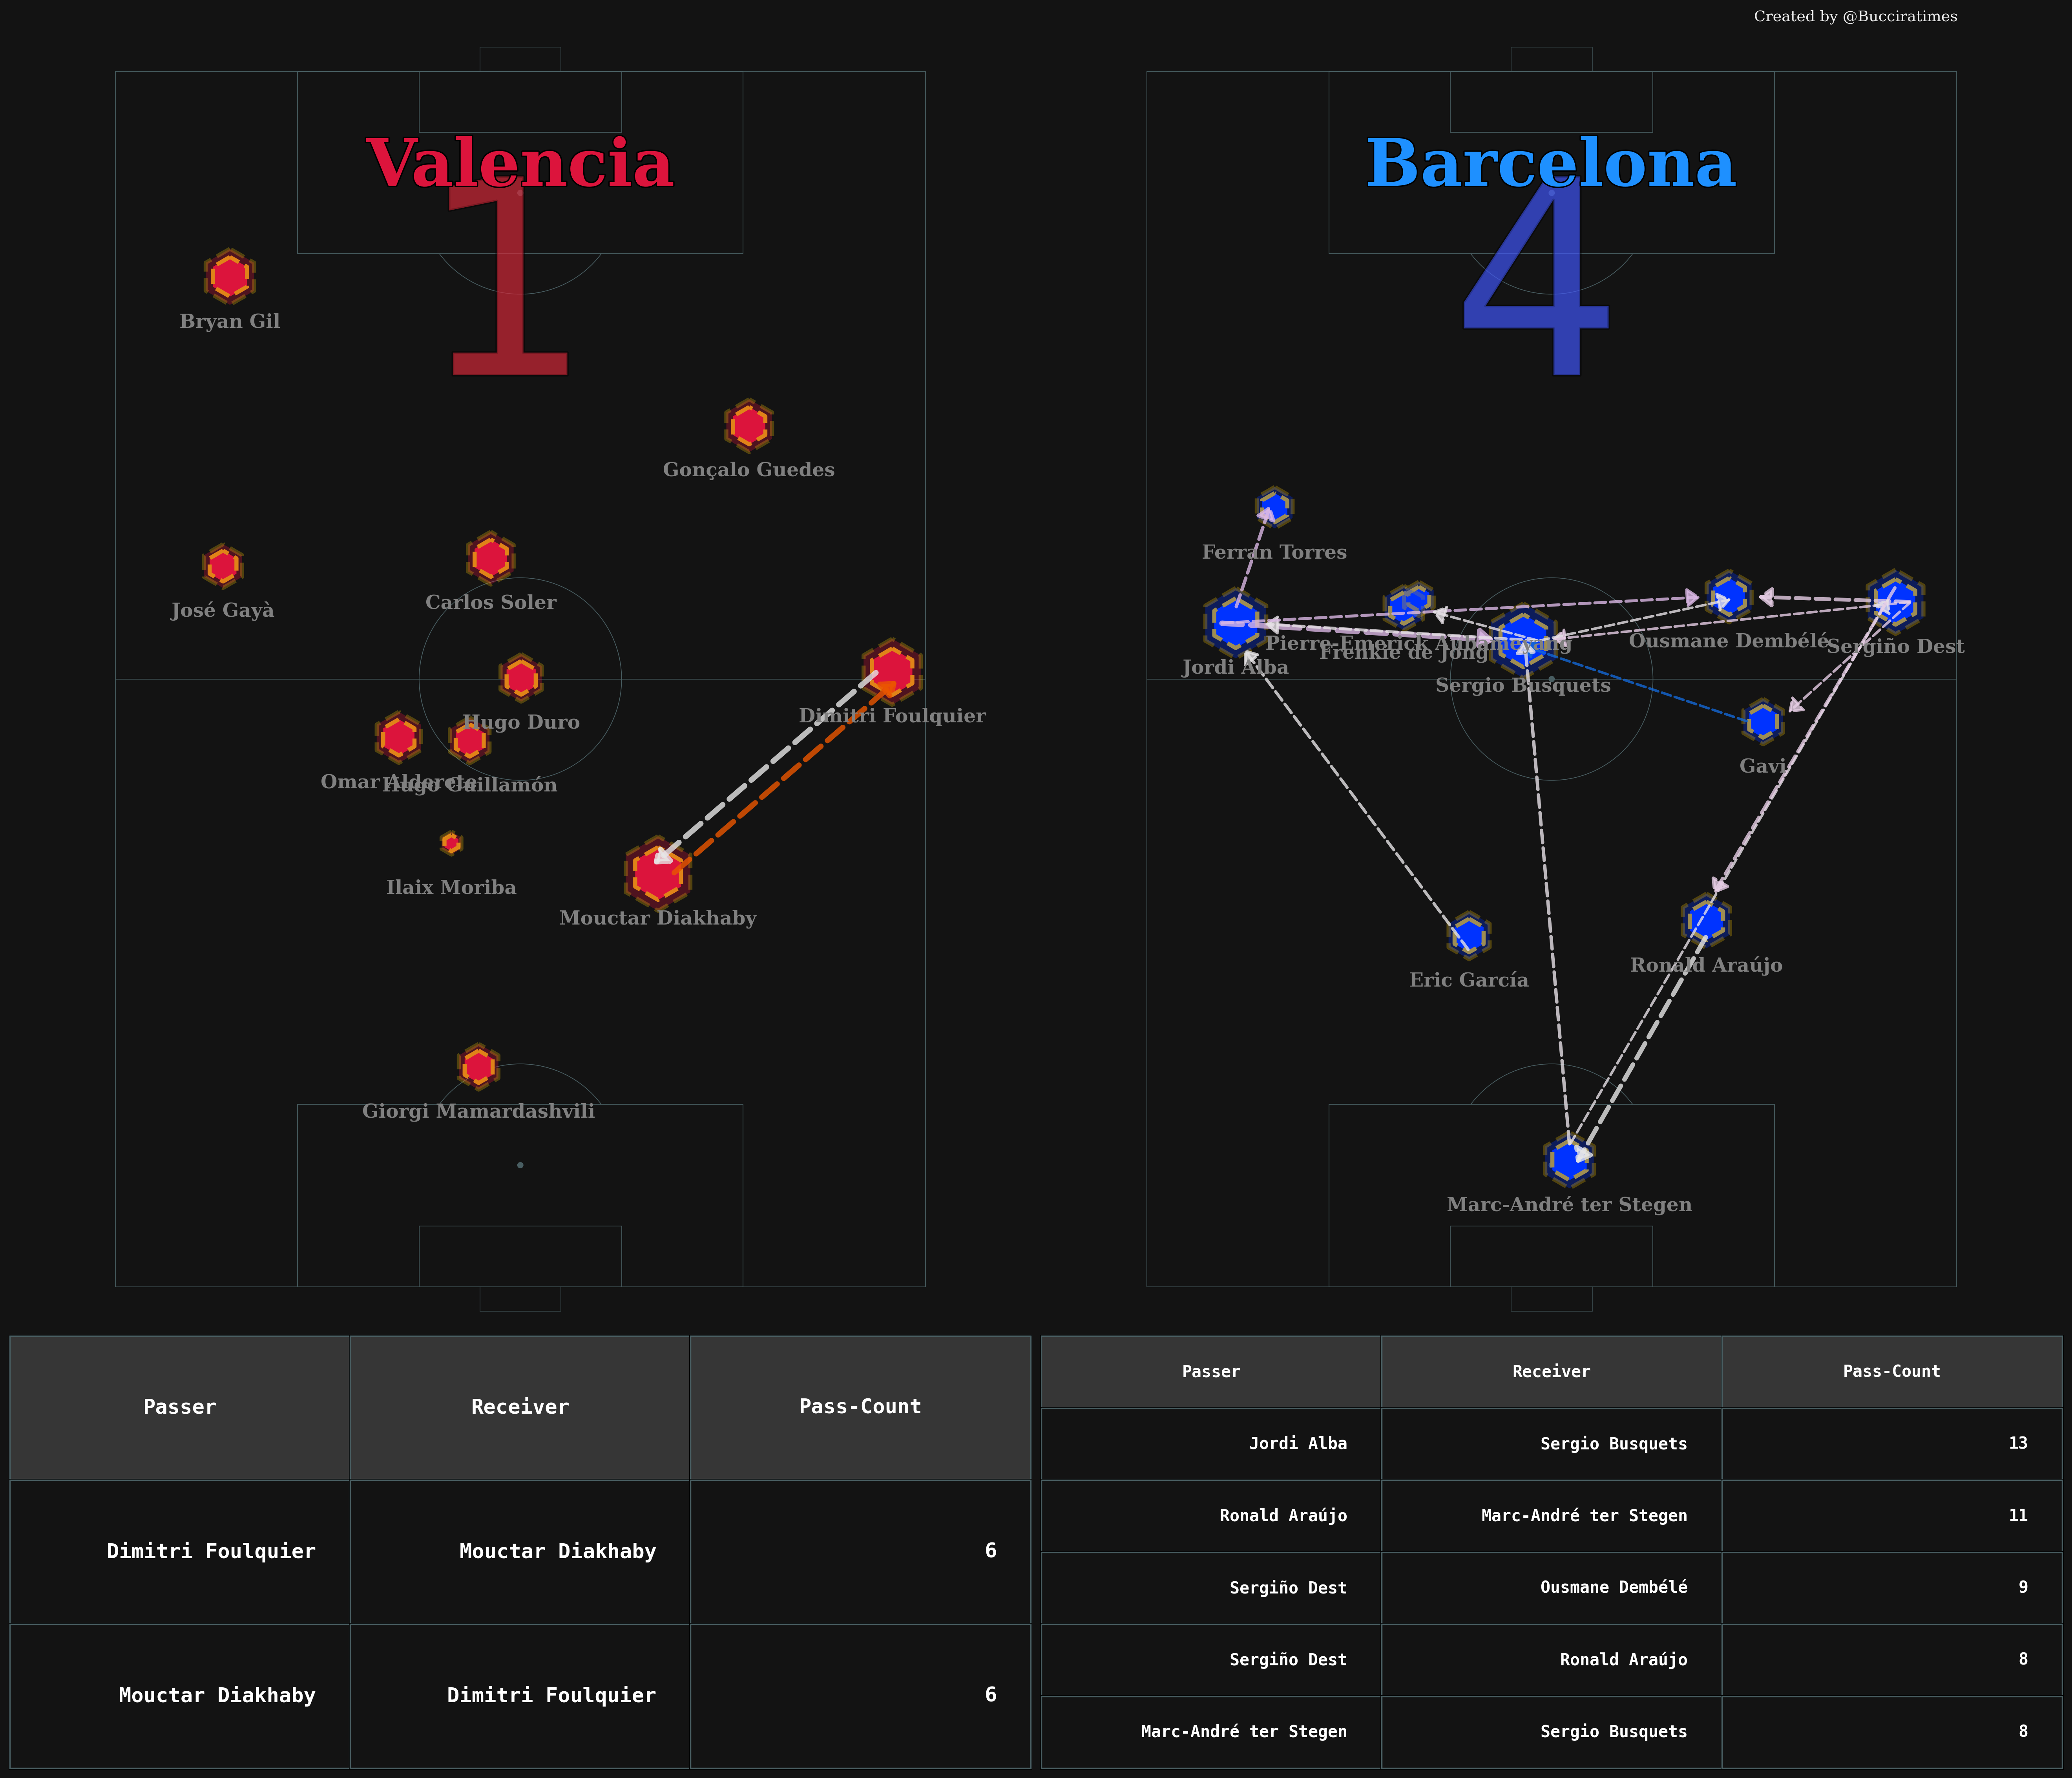 Created by @Bucciratimes
Valencia
1
Bryan Gil
Gonçalo Guedes
José Gayà
Carlos Soler
Dimitri Foulquier
Hugo Duro
Omar Alderete
Hugo Guillamón
Ilaix Moriba
Mouctar Diakhaby
Giorgi Mamardashvili
Barcelona
4
Ferran Torres
Ousmane Dembélé
Sergiño Dest
Pierre-Emerick Aubameyang
Frenkie de Jong
Jordi Alba
Sergio Busquets
Gavi
Ronald Araújo
Eric García
Marc-André ter Stegen
Passer Receiver Pass-Count
Dimitri Foulquier Mouctar Diakhaby 6
Mouctar Diakhaby Dimitri Foulquier 6
Passer Receiver Pass-Count
Jordi Alba Sergio Busquets 13
Ronald Araújo Marc-André ter Stegen 11
Sergiño Dest Ousmane Dembélé 9
Sergiño Dest Ronald Araújo 8
Marc-André ter Stegen Sergio Busquets 8